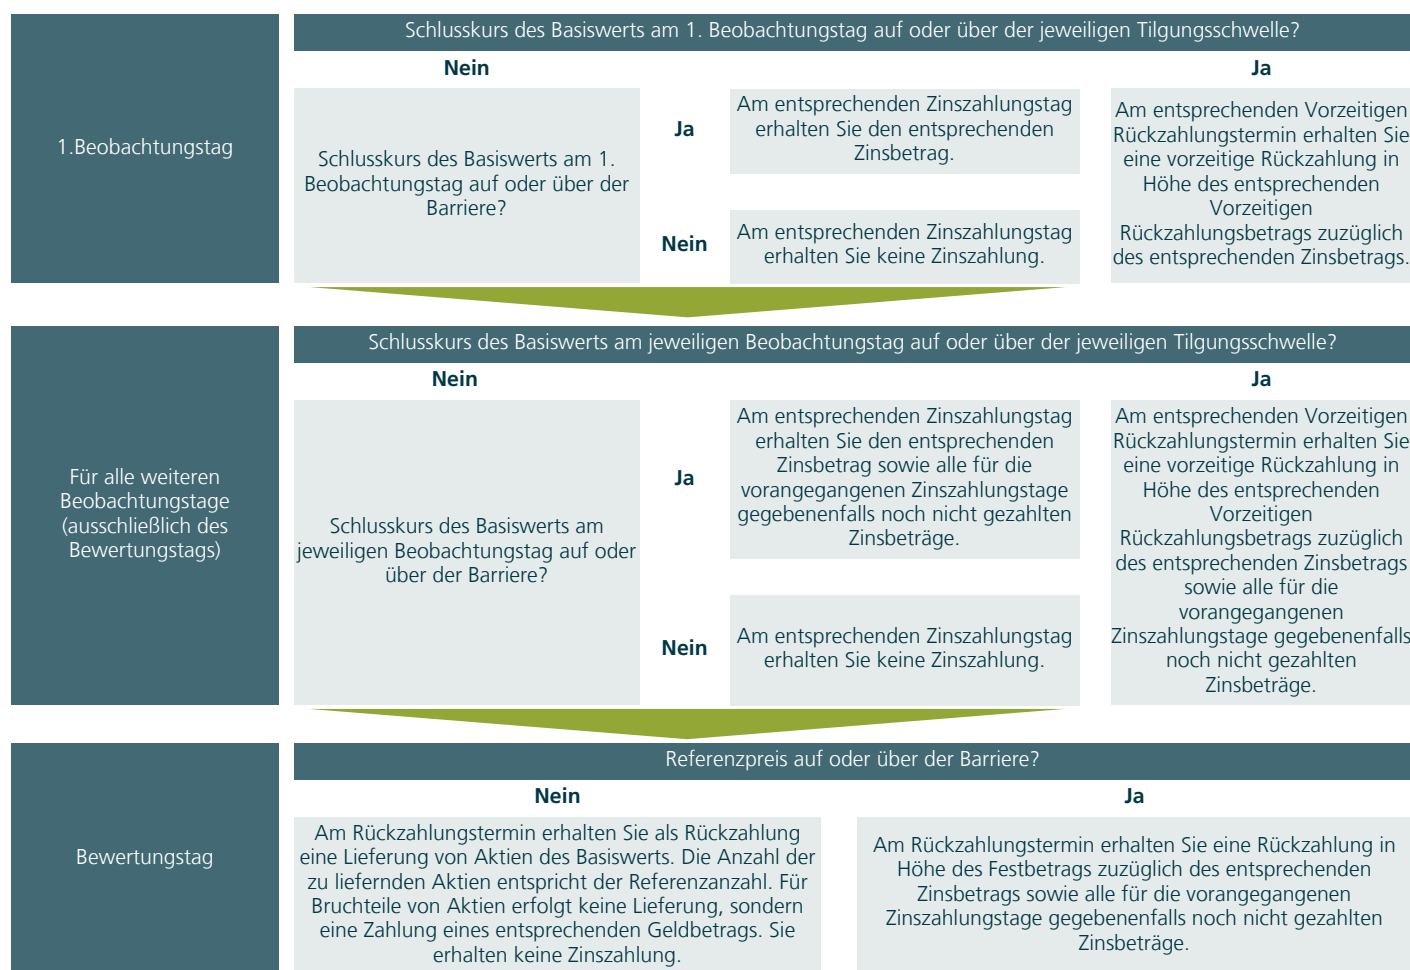 1.Beobachtungstag
Schlusskurs des Basiswerts am 1. Beobachtungstag auf oder über der jeweiligen Tilgungsschwelle?
Nein
Ja
Schlusskurs des Basiswerts am 1.
Beobachtungstag auf oder über der
Barriere?
Ja
Am entsprechenden Zinszahlungstag
erhalten Sie den entsprechenden
Zinsbetrag.
Nein
Am entsprechenden Zinszahlungstag
erhalten Sie keine Zinszahlung.
Am entsprechenden Vorzeitigen
Rückzahlungstermin erhalten Sie
eine vorzeitige Rückzahlung in
Höhe des entsprechenden
Vorzeitigen
Rückzahlungsbetrags zuzüglich
des entsprechenden Zinsbetrags.
Für alle weiteren
Beobachtungstage
(ausschließlich des
Bewertungstags)
Schlusskurs des Basiswerts am jeweiligen Beobachtungstag auf oder über der jeweiligen Tilgungsschwelle?
Nein
Ja
Schlusskurs des Basiswerts am
jeweiligen Beobachtungstag auf oder
über der Barriere?
Ja
Am entsprechenden Zinszahlungstag
erhalten Sie den entsprechenden
Zinsbetrag sowie alle für die
vorangegangenen Zinszahlungstage
gegebenenfalls noch nicht gezahlten
Zinsbeträge.
Nein
Am entsprechenden Zinszahlungstag
erhalten Sie keine Zinszahlung.
Am entsprechenden Vorzeitigen
Rückzahlungstermin erhalten Sie
eine vorzeitige Rückzahlung in
Höhe des entsprechenden
Vorzeitigen
Rückzahlungsbetrags zuzüglich
des entsprechenden Zinsbetrags
sowie alle für die
vorangegangenen
Zinszahlungstage gegebenenfalls
noch nicht gezahlten
Zinsbeträge.
Bewertungstag
Referenzpreis auf oder über der Barriere?
Nein
Ja
Am Rückzahlungstermin erhalten Sie als Rückzahlung
eine Lieferung von Aktien des Basiswerts. Die Anzahl der
zu liefernden Aktien entspricht der Referenzanzahl. Für
Bruchteile von Aktien erfolgt keine Lieferung, sondern
eine Zahlung eines entsprechenden Geldbetrags. Sie
erhalten keine Zinszahlung.
Am Rückzahlungstermin erhalten Sie eine Rückzahlung in
Höhe des Festbetrags zuzüglich des entsprechenden
Zinsbetrags sowie alle für die vorangegangenen
Zinszahlungstage gegebenenfalls noch nicht gezahlten
Zinsbeträge.